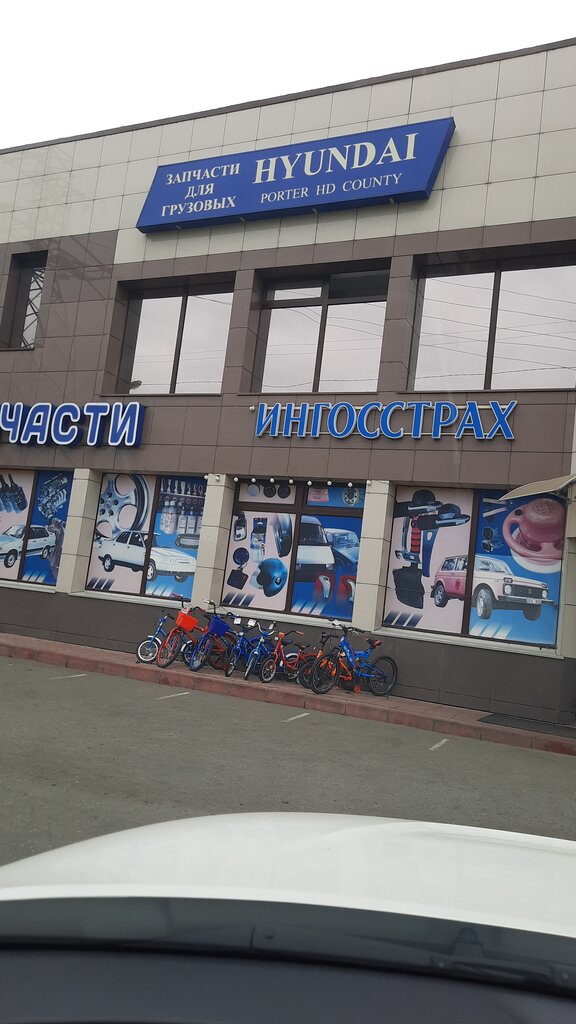 ЗАПЧАСТИ
ДЛЯ
ГРУЗОВЫХ
HYUNDAI
PORTER HD COUNTY
ЧАСТИ
ИНГОССТРАХ